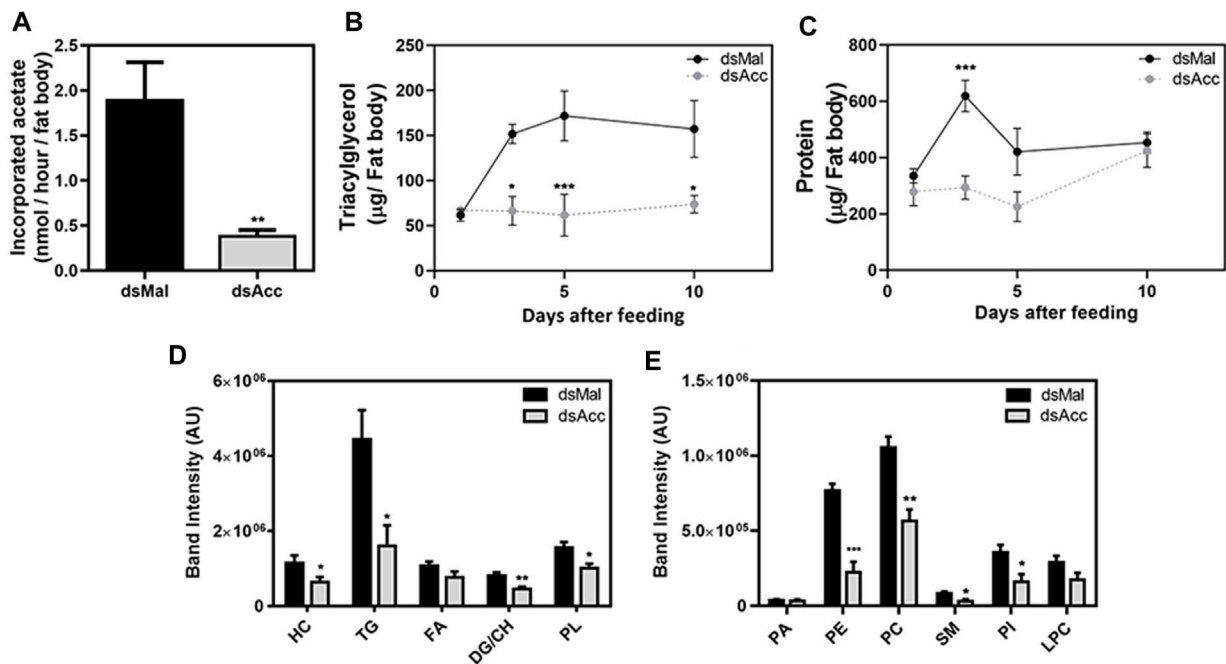 A
Incorporated acetate
(nmol / hour / fat body)
2.5
2.0
1.5
1.0
0.5
0.0
**
dsMal
dsAcc
B
Triacylglycerol
(µg/ Fat body)
250
200
150
100
50
0
dsMal
dsAcc
*
***
*
0
5
10
Days after feeding
C
Protein
(µg/ Fat body)
800
600
400
200
0
***
dsMal
dsAcc
0
5
10
Days after feeding
D
Band Intensity (AU)
6×10⁰⁶
4×10⁰⁶
2×10⁰⁶
0
dsMal
dsAcc
*
*
**
*
HC
TG
FA
DG/CH
PL
E
Band Intensity (AU)
1.5×10⁰⁶
1.0×10⁰⁶
5.0×10⁰⁵
0
dsMal
dsAcc
***
**
*
*
PA
PE
PC
SM
PI
LPC